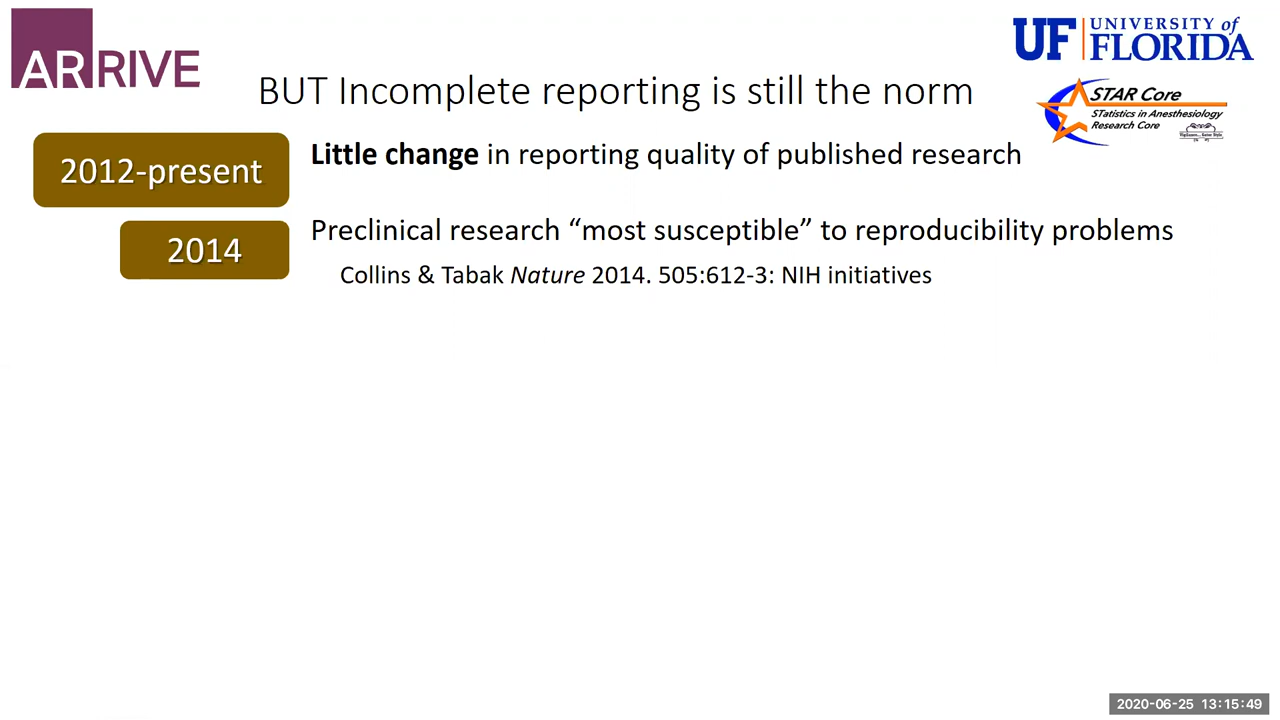 ARRIVE
UF UNIVERSITY of FLORIDA
BUT Incomplete reporting is still the norm
STAR Core
STatistics in Anesthesiology
Research Core
2012-present
Little change in reporting quality of published research
2014
Preclinical research “most susceptible” to reproducibility problems
Collins & Tabak Nature 2014. 505:612-3: NIH initiatives
2020-06-25 13:15:49